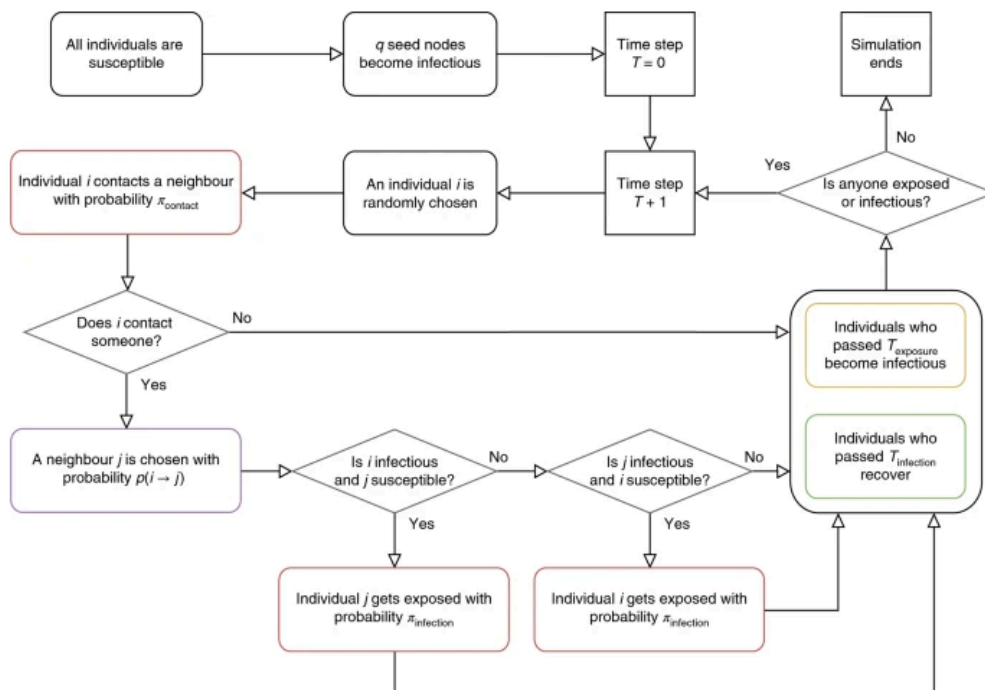 All individuals are
susceptible
q seed nodes
become infectious
Time step
T = 0
Simulation
ends
No
Yes
Individual i contacts a neighbour
with probability πcontact
An individual i is
randomly chosen
Time step
T + 1
Is anyone exposed
or infectious?
Does i contact
someone?
No
Individuals who
passed Texposure
become infectious
Yes
A neighbour j is chosen with
probability p(i → j)
Is i infectious
and j susceptible?
No
Is j infectious
and i susceptible?
No
Individuals who
passed Tinfection
recover
Yes
Yes
Individual j gets exposed with
probability πinfection
Individual i gets exposed with
probability πinfection